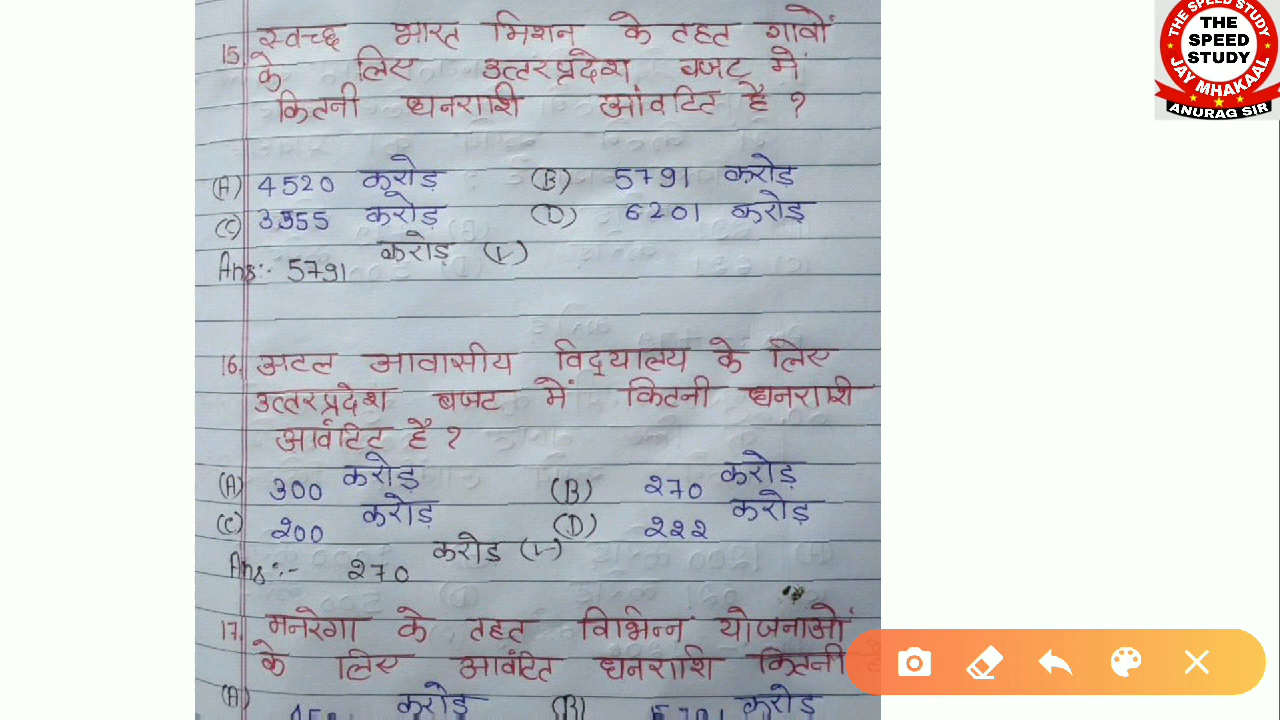 THE SPEED STUDY
THE
SPEED
STUDY
JAY MHAKAAL
ANURAG SIR
15. स्वच्छ भारत मिशन के तहत गावों
के लिए उत्तरप्रदेश बजट में
कितनी धनराशि आंवटित है ?
(A) 4520 करोड़ (B) 5791 करोड़
(C) 3555 करोड़ (D) 6201 करोड़
Ans:- 5791 करोड़ (L)
16. अटल आवासीय विद्यालय के लिए
उत्तरप्रदेश बजट में कितनी धनराशि
आवंटित है ?
(A) 300 करोड़ (B) 270 करोड़
(C) 200 करोड़ (D) 222 करोड़
Ans:- 270 करोड़ (L)
17. मनरेगा के तहत विभिन्न योजनाओं
के लिए आवंटित धनराशि कितनी
(A) करोड़ (B) करोड़